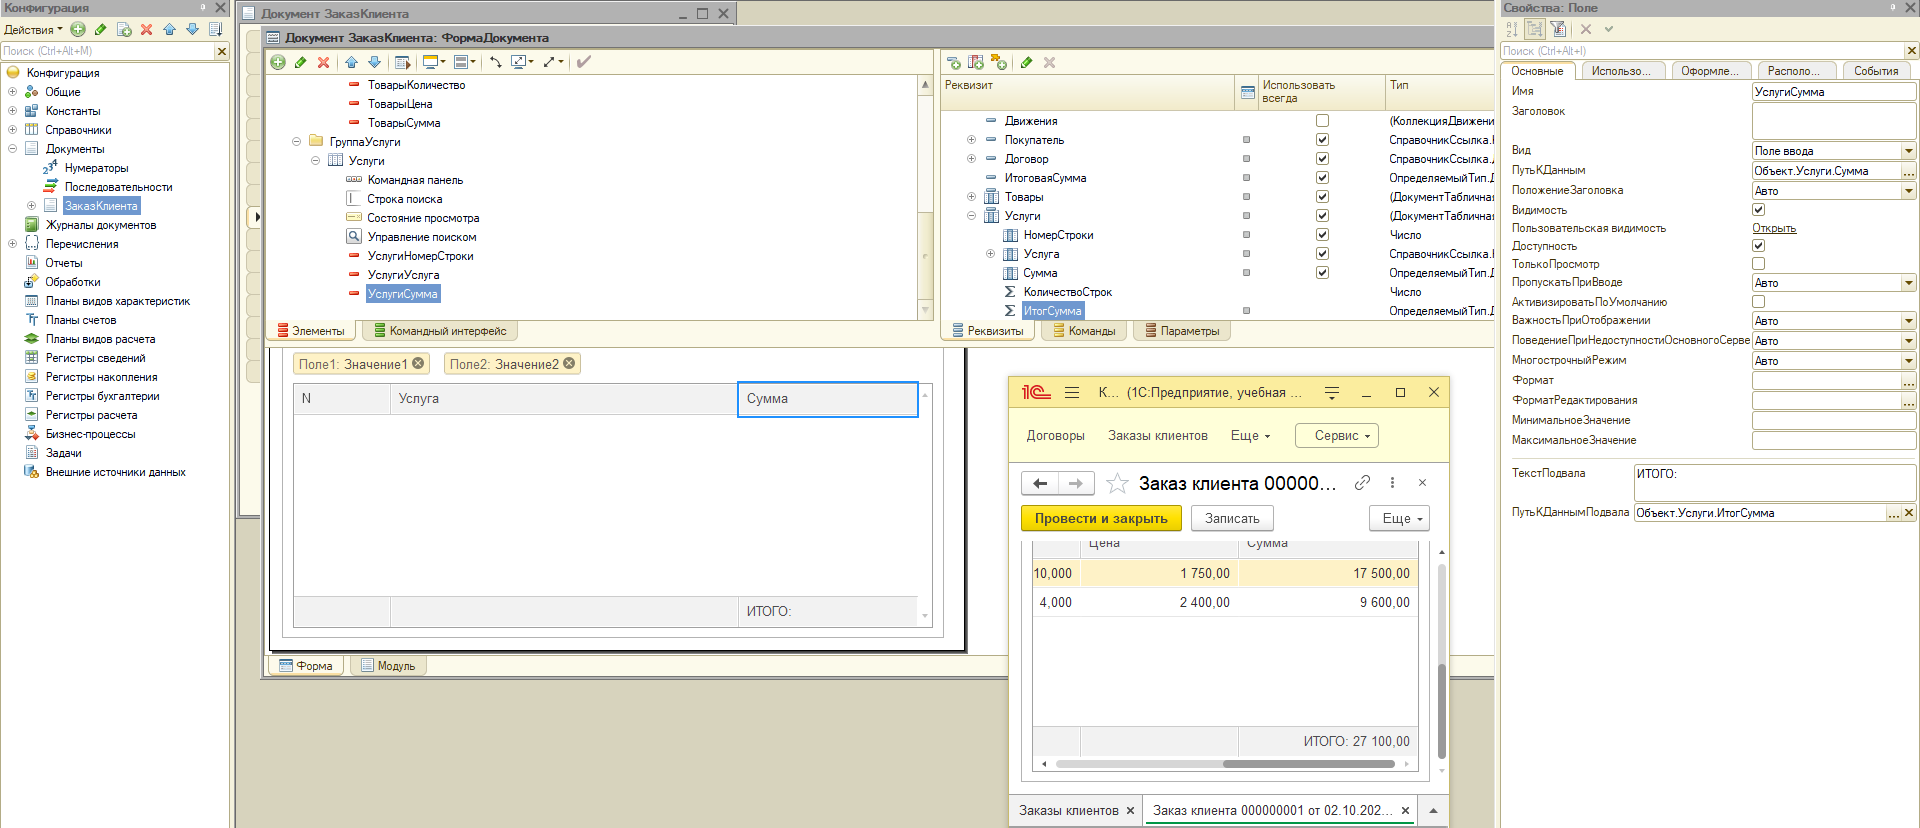 Конфигурация
Действия
Поиск (Ctrl+Alt+M)
Конфигурация
Общие
Константы
Справочники
Документы
Нумераторы
Последовательности
ЗаказКлиента
Журналы документов
Перечисления
Отчеты
Обработки
Планы видов характеристик
Планы счетов
Планы видов расчета
Регистры сведений
Регистры накопления
Регистры бухгалтерии
Регистры расчета
Бизнес-процессы
Задачи
Внешние источники данных
Документ ЗаказКлиента
Документ ЗаказКлиента: ФормаДокумента
ТоварыКоличество
ТоварыЦена
ТоварыСумма
ГруппаУслуги
Услуги
Командная панель
Строка поиска
Состояние просмотра
Управление поиском
УслугиНомерСтроки
УслугиУслуга
УслугиСумма
Элементы
Командный интерфейс
Реквизит
Использовать всегда
Тип
Движения
(КоллекцияДвижени
Покупатель
СправочникСсылка.К
Договор
СправочникСсылка.Д
ИтоговаяСумма
ОпределяемыйТип.Д
Товары
(ДокументТабличная
Услуги
(ДокументТабличная
НомерСтроки
Число
Услуга
СправочникСсылка.Н
Сумма
ОпределяемыйТип.Д
КоличествоСтрок
Число
ИтогСумма
ОпределяемыйТип.Д
Реквизиты
Команды
Параметры
Поле1: Значение1
Поле2: Значение2
N
Услуга
Сумма
ИТОГО:
Форма
Модуль
1С
К... (1С:Предприятие, учебная ...
Договоры
Заказы клиентов
Еще
Сервис
Заказ клиента 00000...
Провести и закрыть
Записать
Еще
Цена
Сумма
10,000
1 750,00
17 500,00
4,000
2 400,00
9 600,00
ИТОГО: 27 100,00
Заказы клиентов
Заказ клиента 000000001 от 02.10.202...
Свойства: Поле
Поиск (Ctrl+Alt+I)
Основные
Использо...
Оформле...
Располо...
События
Имя
УслугиСумма
Заголовок
Вид
Поле ввода
ПутьКДанным
Объект.Услуги.Сумма
ПоложениеЗаголовка
Авто
Видимость
Пользовательская видимость
Открыть
Доступность
ТолькоПросмотр
ПропускатьПриВводе
Авто
АктивизироватьПоУмолчанию
ВажностьПриОтображении
Авто
ПоведениеПриНедоступностиОсновногоСерве
Авто
МногострочныйРежим
Авто
Формат
ФорматРедактирования
МинимальноеЗначение
МаксимальноеЗначение
ТекстПодвала
ИТОГО:
ПутьКДаннымПодвала
Объект.Услуги.ИтогСумма